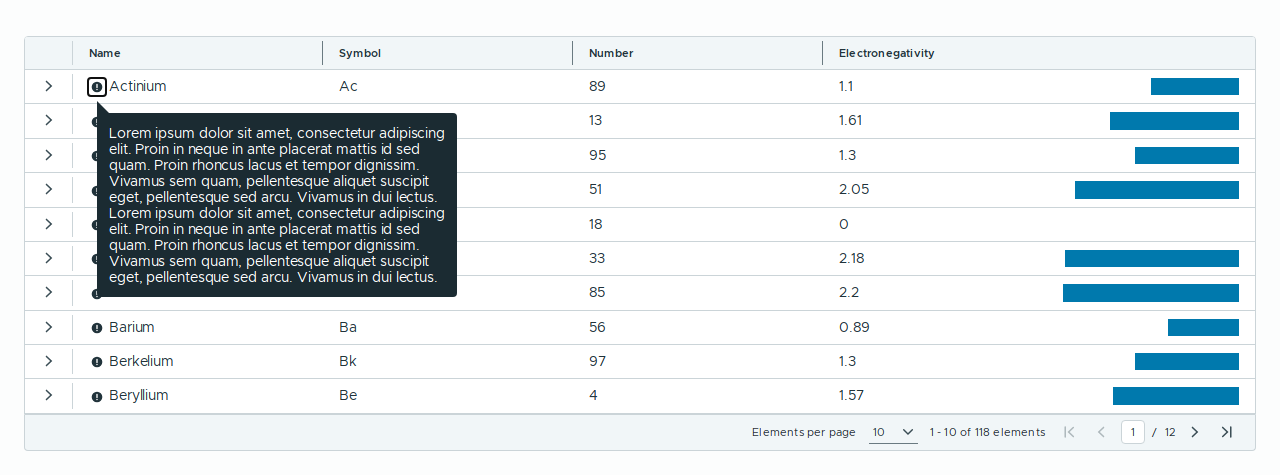 Name Symbol Number Electronegativity
Actinium Ac 89 1.1
13 1.61
95 1.3
51 2.05
18 0
33 2.18
85 2.2
Lorem ipsum dolor sit amet, consectetur adipiscing
elit. Proin in neque in ante placerat mattis id sed
quam. Proin rhoncus lacus et tempor dignissim.
Vivamus sem quam, pellentesque aliquet suscipit
eget, pellentesque sed arcu. Vivamus in dui lectus.
Lorem ipsum dolor sit amet, consectetur adipiscing
elit. Proin in neque in ante placerat mattis id sed
quam. Proin rhoncus lacus et tempor dignissim.
Vivamus sem quam, pellentesque aliquet suscipit
eget, pellentesque sed arcu. Vivamus in dui lectus.
Barium Ba 56 0.89
Berkelium Bk 97 1.3
Beryllium Be 4 1.57
Elements per page 10 1 - 10 of 118 elements 1 / 12